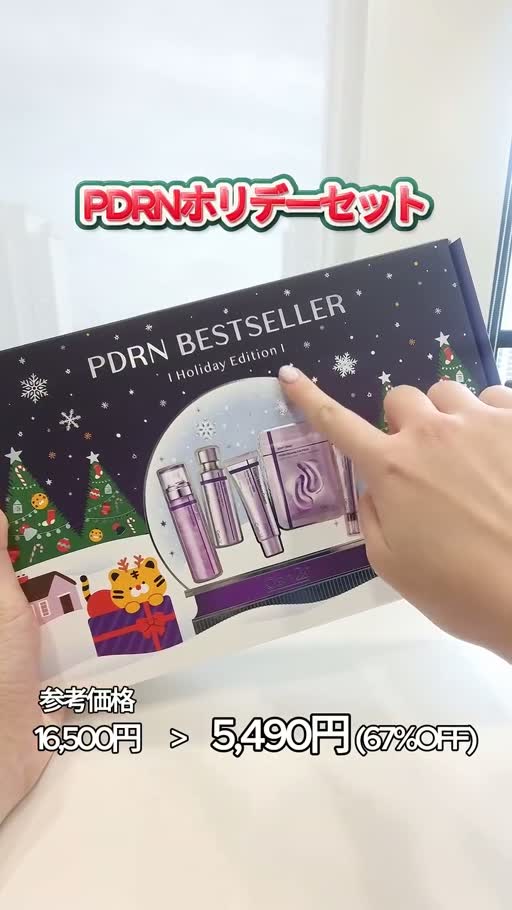 PDRNホリデーセット
PDRN BESTSELLER
| Holiday Edition |
参考価格
16,500円 > 5,490円 (67%OFF)